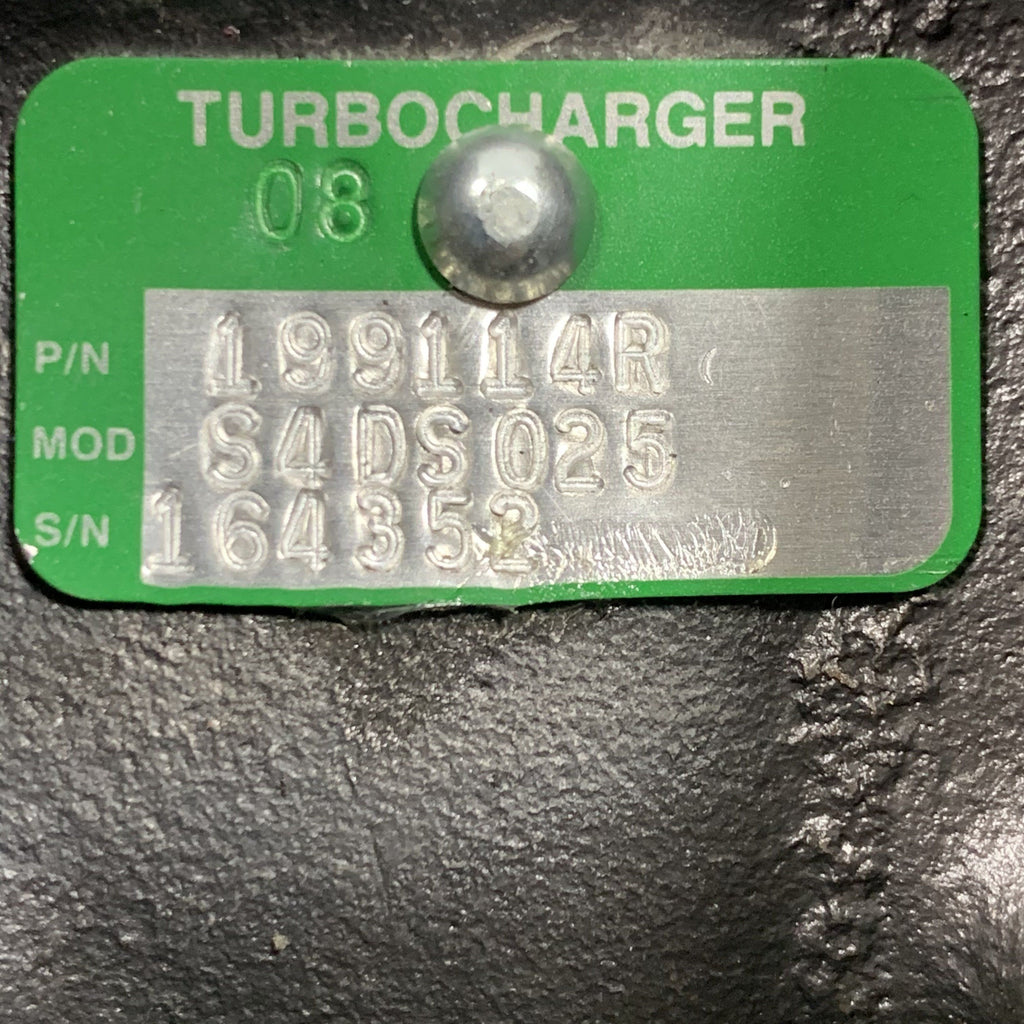 TURBOCHARGER
08
P/N 199114R
MOD S4DS025
S/N 164352